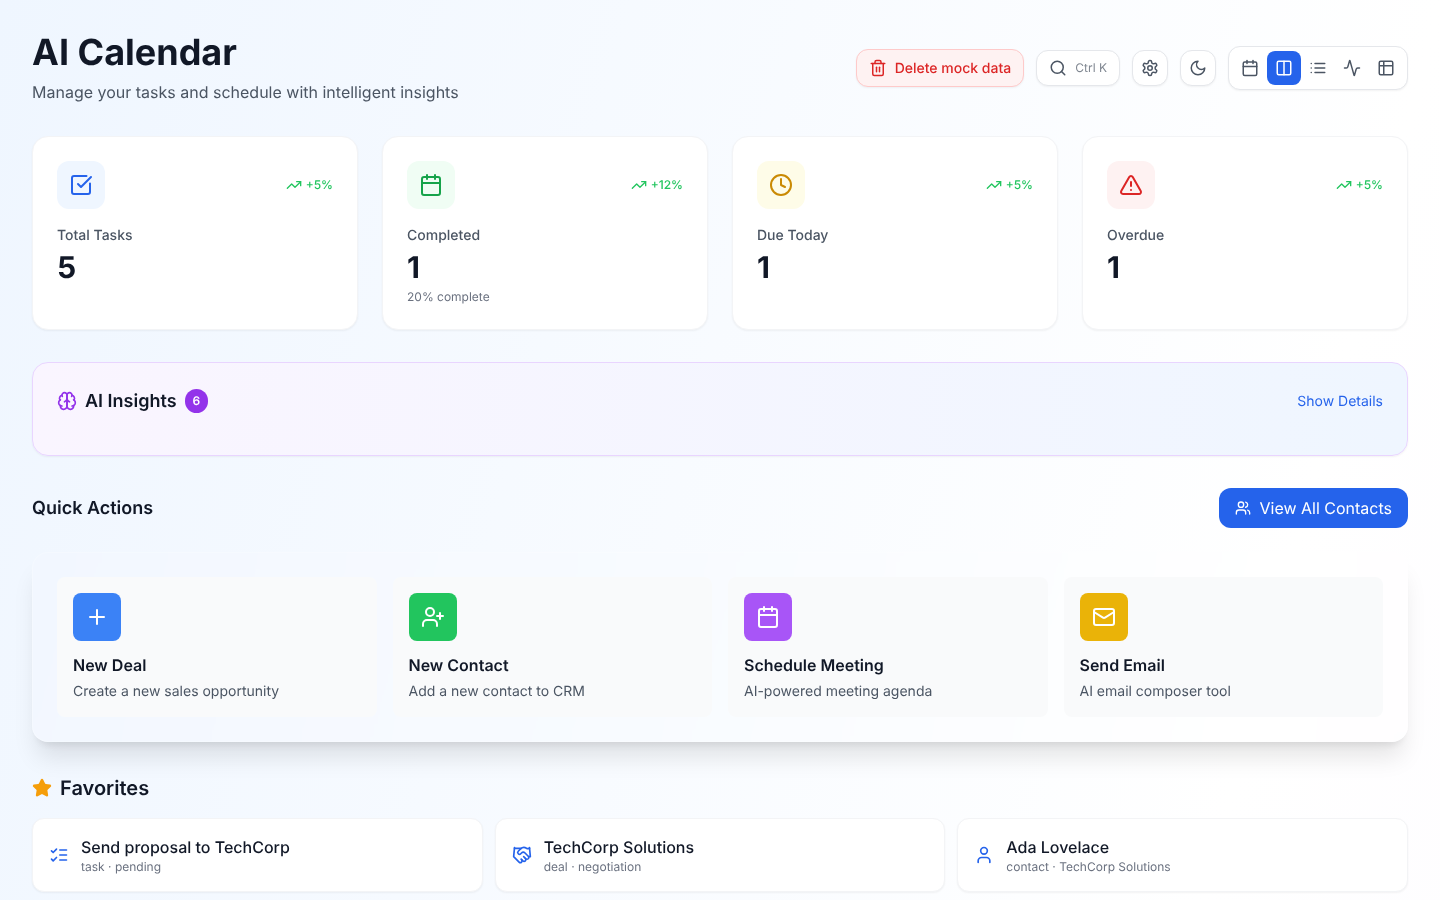 AI Calendar
Manage your tasks and schedule with intelligent insights
Delete mock data
Ctrl K
+5%
Total Tasks
5
+12%
Completed
1
20% complete
+5%
Due Today
1
+5%
Overdue
1
AI Insights 6
Show Details
Quick Actions
View All Contacts
New Deal
Create a new sales opportunity
New Contact
Add a new contact to CRM
Schedule Meeting
AI-powered meeting agenda
Send Email
AI email composer tool
Favorites
Send proposal to TechCorp
task · pending
TechCorp Solutions
deal · negotiation
Ada Lovelace
contact · TechCorp Solutions